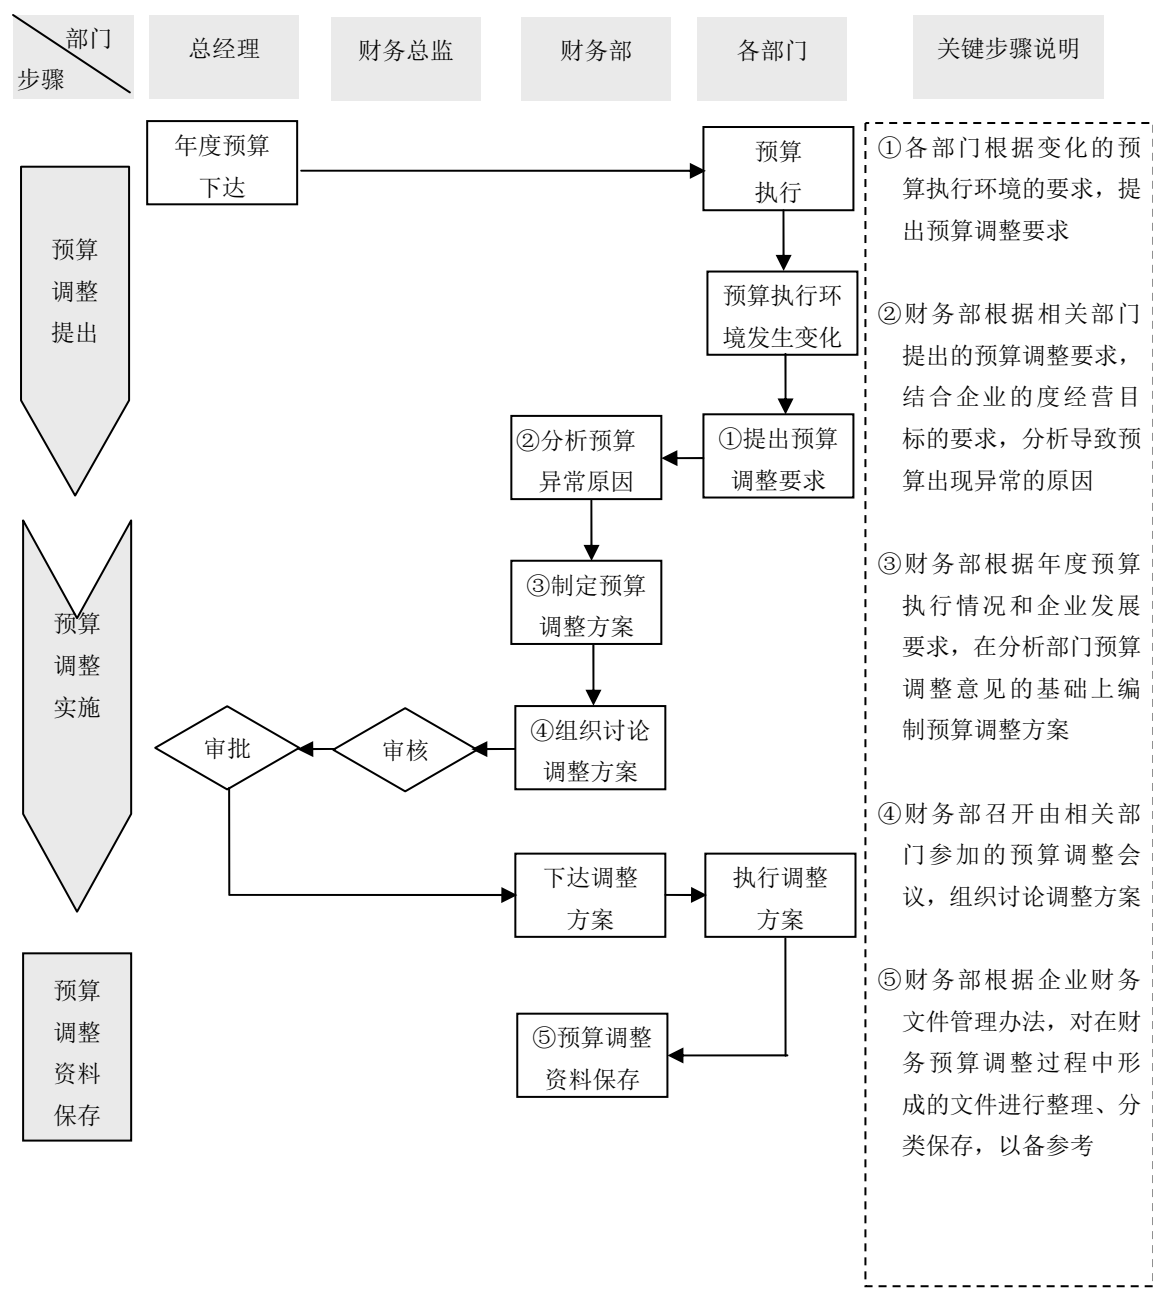 部门
步骤
总经理
财务总监
财务部
各部门
关键步骤说明
预算
调整
提出
年度预算
下达
预算
执行
预算执行环
境发生变化
①提出预算
调整要求
②分析预算
异常原因
预算
调整
实施
③制定预算
调整方案
④组织讨论
调整方案
审核
审批
下达调整
方案
执行调整
方案
预算
调整
资料
保存
⑤预算调整
资料保存
①各部门根据变化的预
算执行环境的要求，提
出预算调整要求
②财务部根据相关部门
提出的预算调整要求，
结合企业的度经营目
标的要求，分析导致预
算出现异常的原因
③财务部根据年度预算
执行情况和企业发展
要求，在分析部门预算
调整意见的基础上编
制预算调整方案
④财务部召开由相关部
门参加的预算调整会
议，组织讨论调整方案
⑤财务部根据企业财务
文件管理办法，对在财
务预算调整过程中形
成的文件进行整理、分
类保存，以备参考